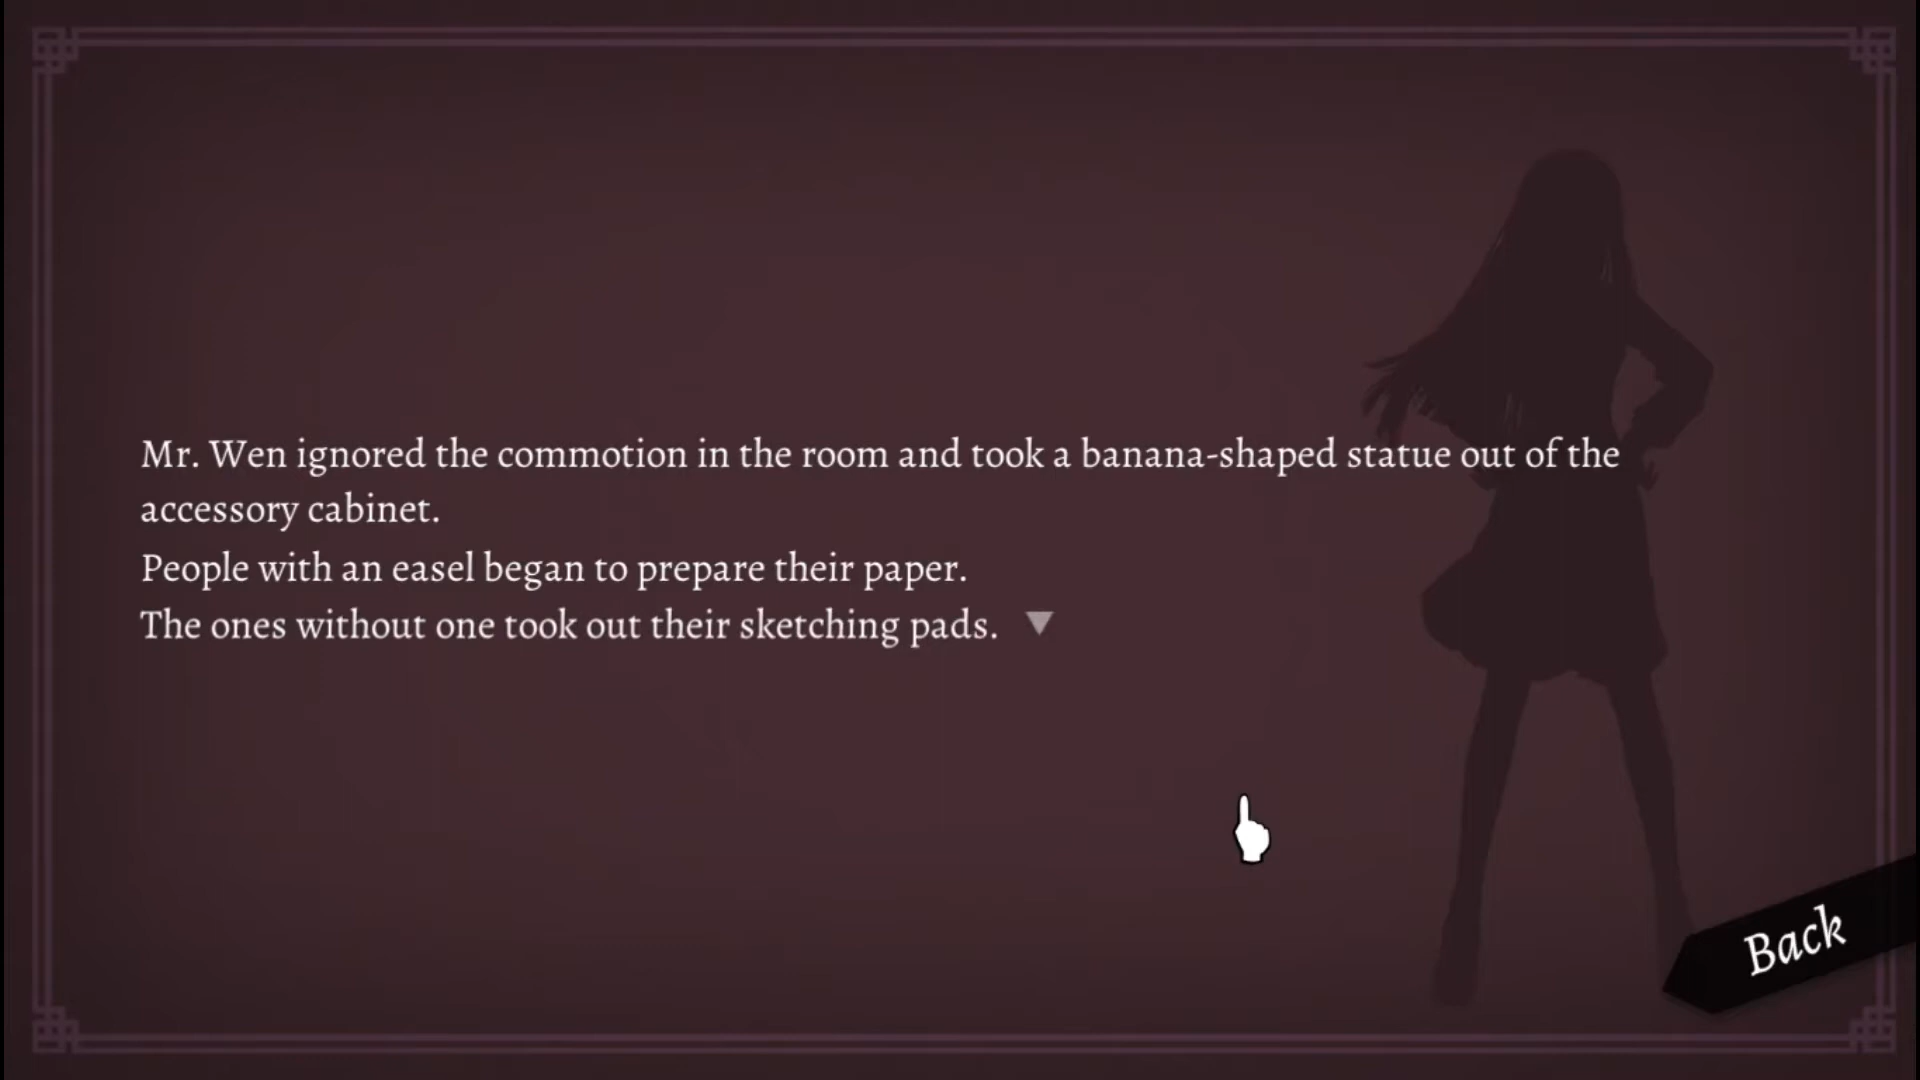 Mr. Wen ignored the commotion in the room and took a banana-shaped statue out of the
accessory cabinet.
People with an easel began to prepare their paper.
The ones without one took out their sketching pads.
Back